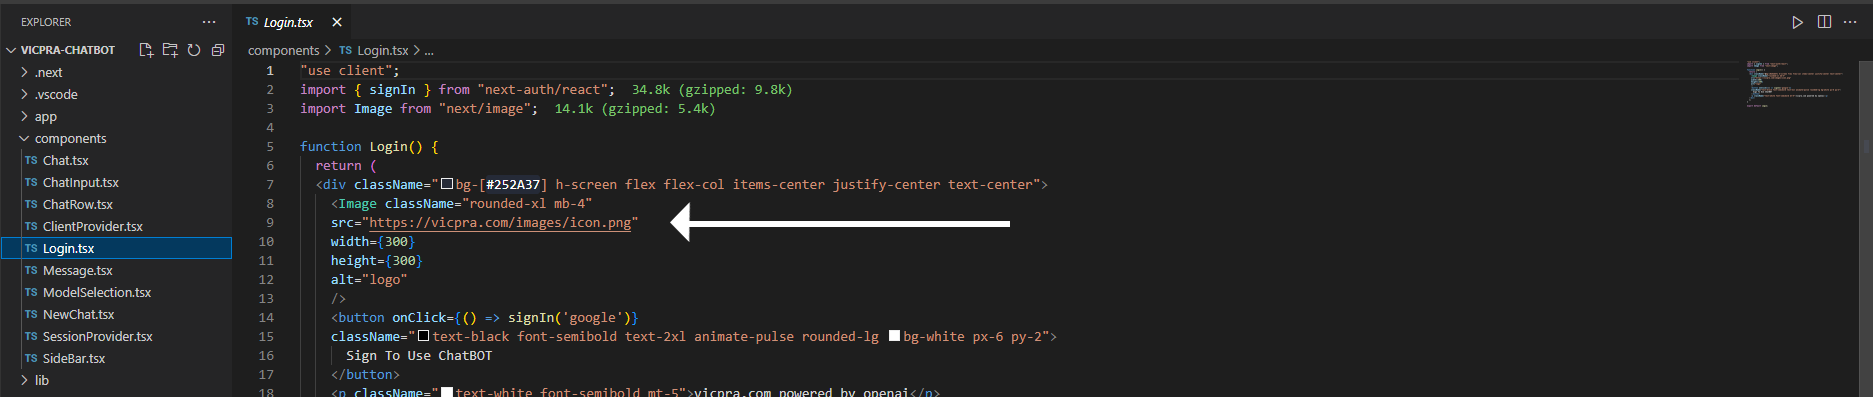 EXPLORER ...
VICPRA-CHATBOT
.next
.vscode
app
components
TS Chat.tsx
TS ChatInput.tsx
TS ChatRow.tsx
TS ClientProvider.tsx
TS Login.tsx
TS Message.tsx
TS ModelSelection.tsx
TS NewChat.tsx
TS SessionProvider.tsx
TS SideBar.tsx
lib
TS Login.tsx
components > TS Login.tsx > ...
1 "use client";
2 import { signIn } from "next-auth/react"; 34.8k (gzipped: 9.8k)
3 import Image from "next/image"; 14.1k (gzipped: 5.4k)
4
5 function Login() {
6 return (
7 <div className="bg-[#252A37] h-screen flex flex-col items-center justify-center text-center">
8 <Image className="rounded-xl mb-4"
9 src="https://vicpra.com/images/icon.png"
10 width={300}
11 height={300}
12 alt="logo"
13 />
14 <button onClick={() => signIn('google')}
15 className="text-black font-semibold text-2xl animate-pulse rounded-lg bg-white px-6 py-2">
16 Sign To Use ChatBOT
17 </button>
18 <p className="text-white font-semibold mt-5">vicpra.com powered by openai</p>